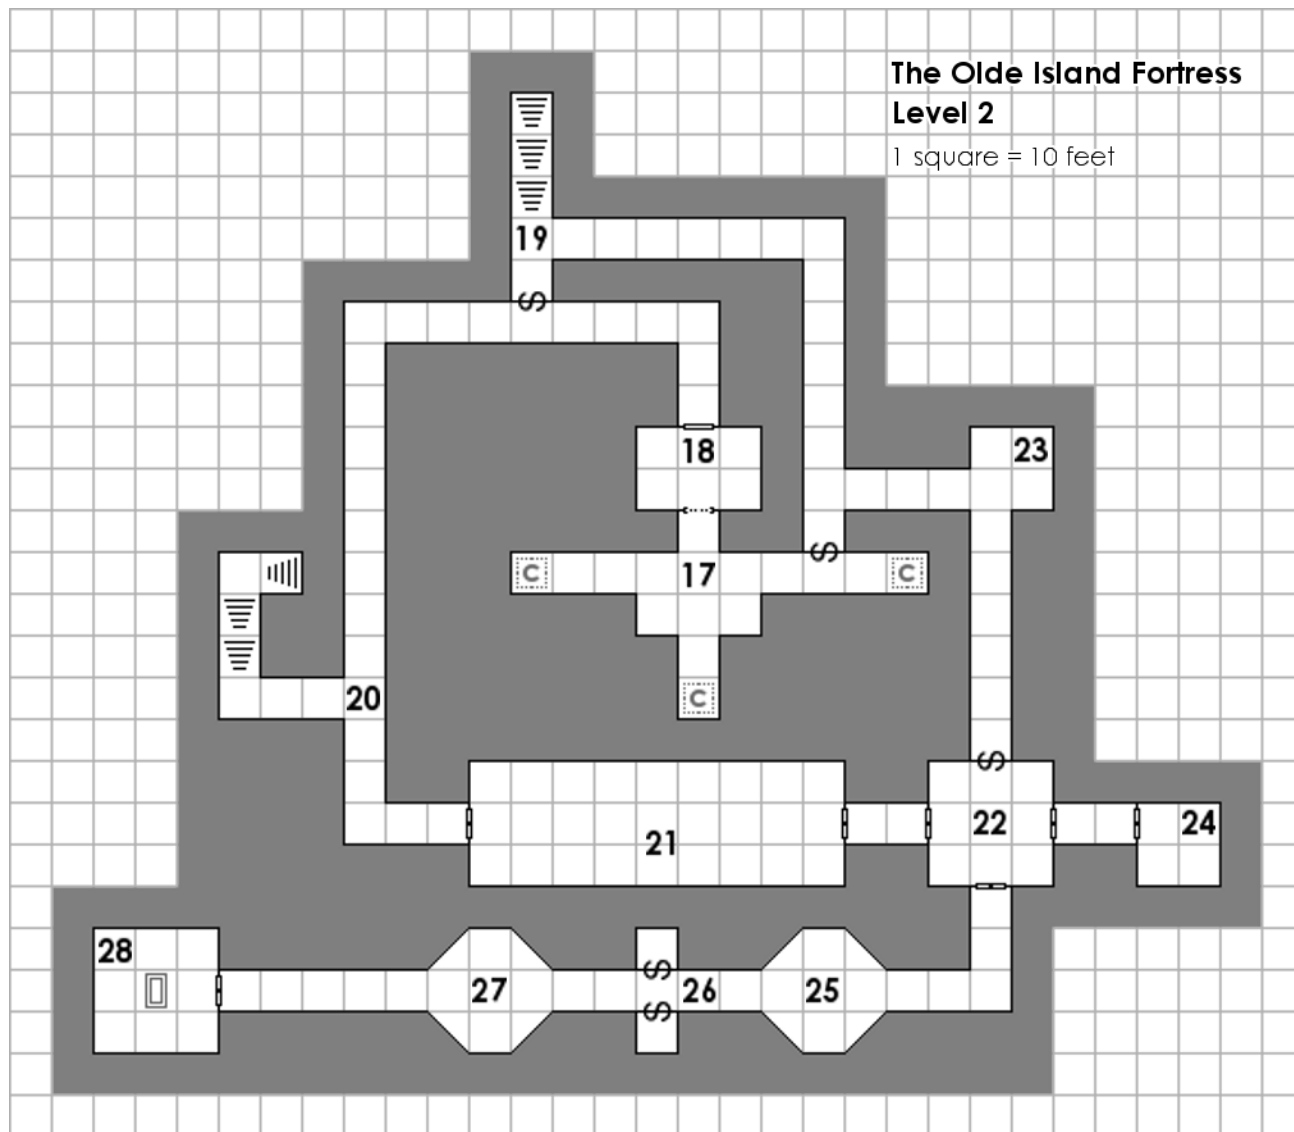 The Olde Island Fortress
Level 2
1 square = 10 feet
19
S
18
23
S
C
17
C
20
C
S
21
22
24
28
S
27
26
25
S